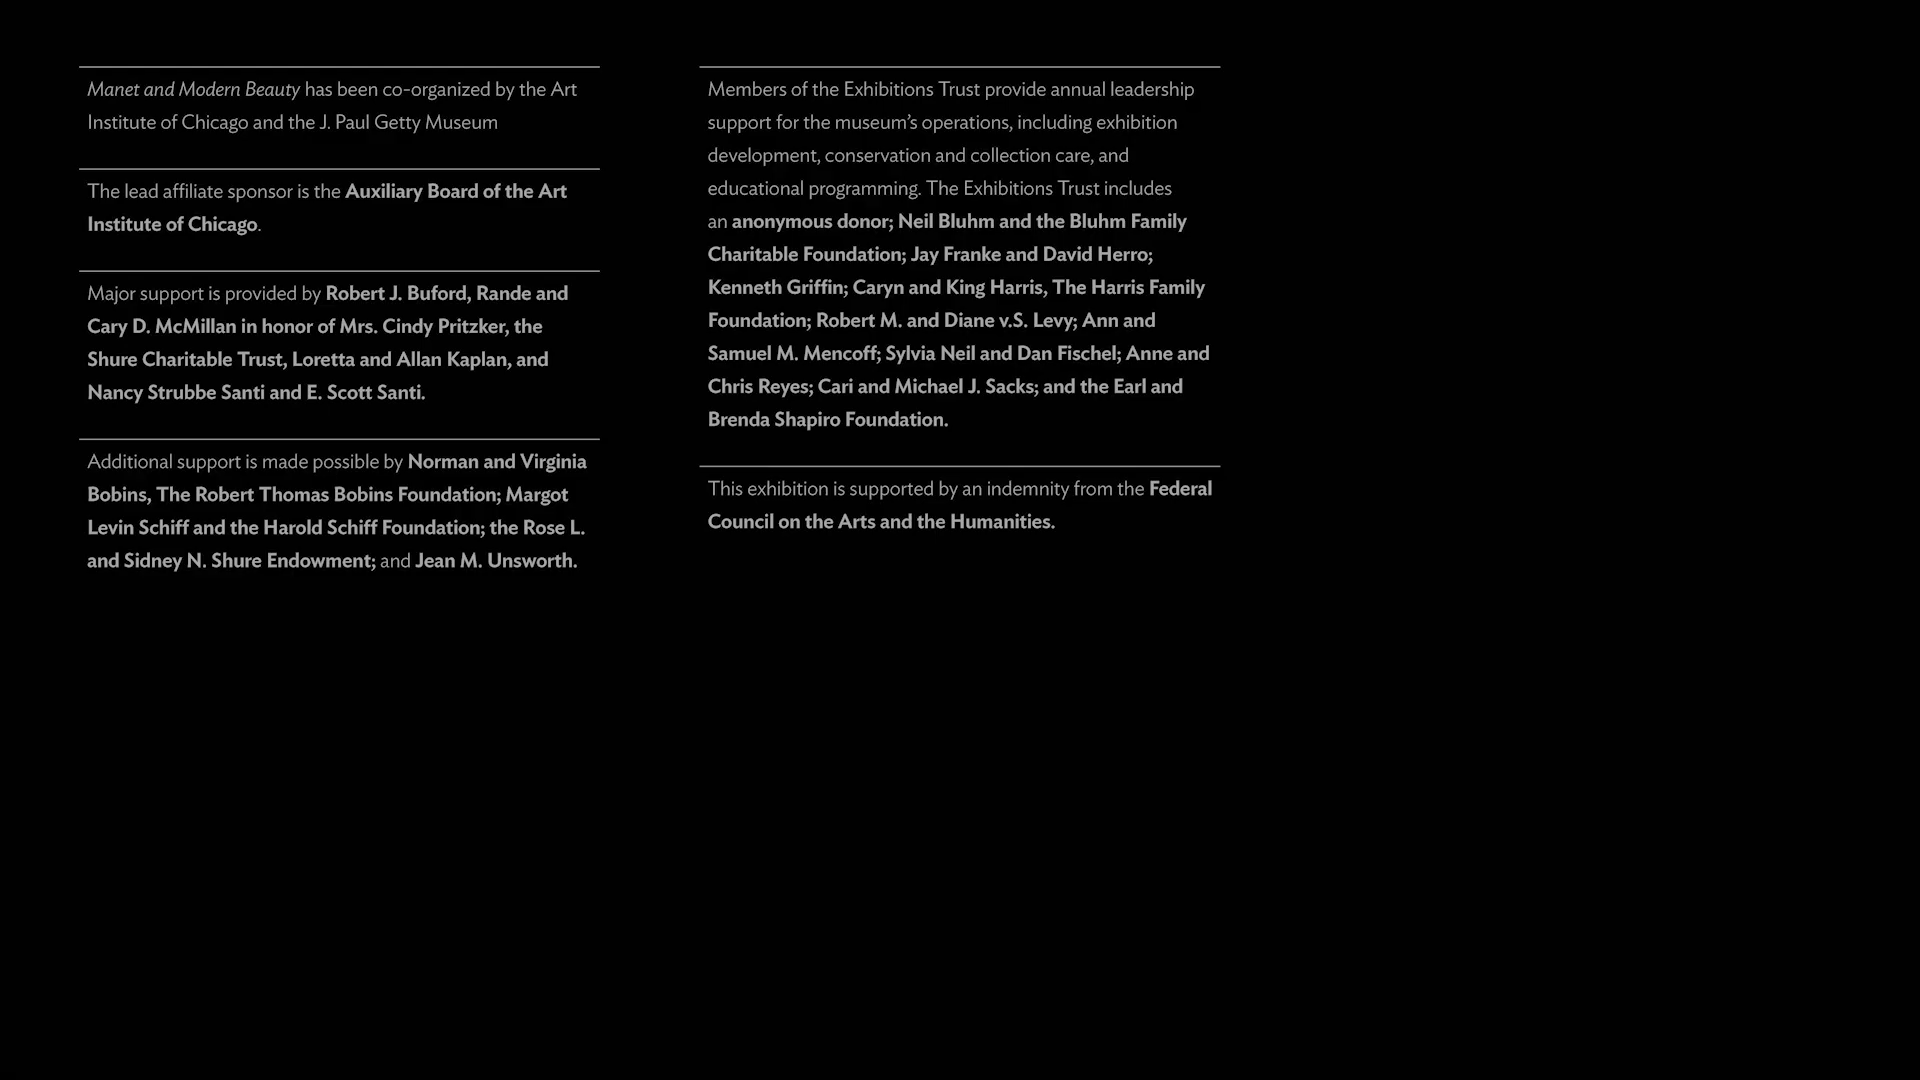 Manet and Modern Beauty has been co-organized by the Art
Institute of Chicago and the J. Paul Getty Museum
The lead affiliate sponsor is the Auxiliary Board of the Art
Institute of Chicago.
Major support is provided by Robert J. Buford, Rande and
Cary D. McMillan in honor of Mrs. Cindy Pritzker, the
Shure Charitable Trust, Loretta and Allan Kaplan, and
Nancy Strubbe Santi and E. Scott Santi.
Additional support is made possible by Norman and Virginia
Bobins, The Robert Thomas Bobins Foundation; Margot
Levin Schiff and the Harold Schiff Foundation; the Rose L.
and Sidney N. Shure Endowment; and Jean M. Unsworth.
Members of the Exhibitions Trust provide annual leadership
support for the museum's operations, including exhibition
development, conservation and collection care, and
educational programming. The Exhibitions Trust includes
an anonymous donor; Neil Bluhm and the Bluhm Family
Charitable Foundation; Jay Franke and David Herro;
Kenneth Griffin; Caryn and King Harris, The Harris Family
Foundation; Robert M. and Diane v.S. Levy; Ann and
Samuel M. Mencoff; Sylvia Neil and Dan Fischel; Anne and
Chris Reyes; Cari and Michael J. Sacks; and the Earl and
Brenda Shapiro Foundation.
This exhibition is supported by an indemnity from the Federal
Council on the Arts and the Humanities.